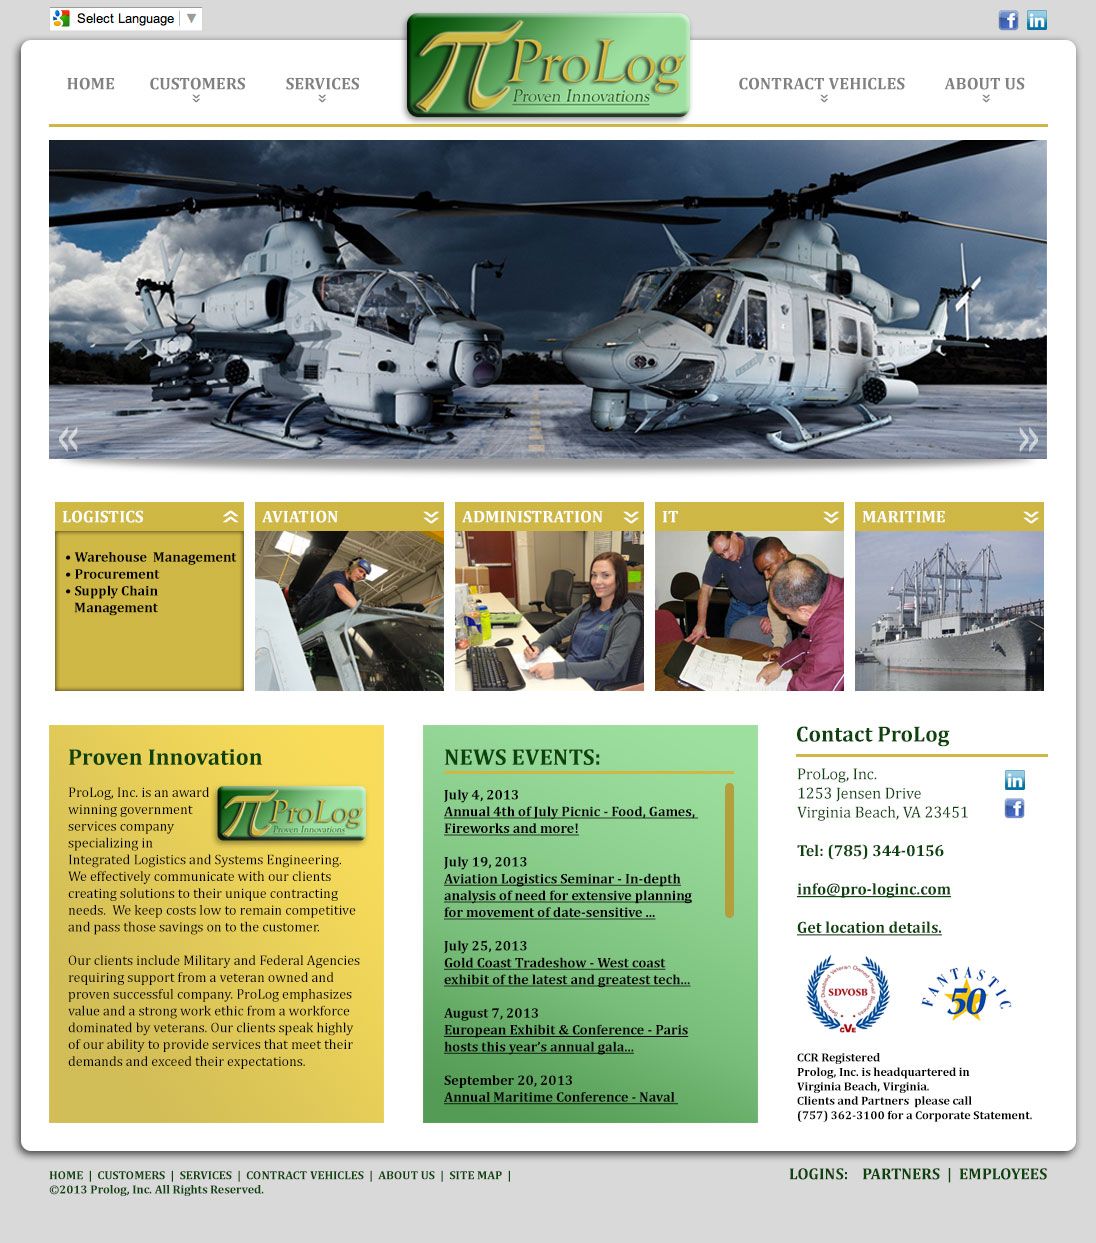 Select Language ▼
HOME
CUSTOMERS
SERVICES
π ProLog
Proven Innovations
CONTRACT VEHICLES
ABOUT US
LOGISTICS
• Warehouse Management
• Procurement
• Supply Chain
Management
AVIATION
ADMINISTRATION
IT
MARITIME
Proven Innovation
ProLog, Inc. is an award
winning government
services company
specializing in
Integrated Logistics and Systems Engineering.
We effectively communicate with our clients
creating solutions to their unique contracting
needs. We keep costs low to remain competitive
and pass those savings on to the customer.
π ProLog
Proven Innovations
Our clients include Military and Federal Agencies
requiring support from a veteran owned and
proven successful company. ProLog emphasizes
value and a strong work ethic from a workforce
dominated by veterans. Our clients speak highly
of our ability to provide services that meet their
demands and exceed their expectations.
NEWS EVENTS:
July 4, 2013
Annual 4th of July Picnic - Food, Games,
Fireworks and more!
July 19, 2013
Aviation Logistics Seminar - In-depth
analysis of need for extensive planning
for movement of date-sensitive ...
July 25, 2013
Gold Coast Tradeshow - West coast
exhibit of the latest and greatest tech...
August 7, 2013
European Exhibit & Conference - Paris
hosts this year's annual gala...
September 20, 2013
Annual Maritime Conference - Naval
Contact ProLog
ProLog, Inc.
1253 Jensen Drive
Virginia Beach, VA 23451
Tel: (785) 344-0156
info@pro-loginc.com
Get location details.
Service Disabled Veteran Owned Small Business
SDVOSB
CVE
FANTASTIC
50
CCR Registered
Prolog, Inc. is headquartered in
Virginia Beach, Virginia.
Clients and Partners please call
(757) 362-3100 for a Corporate Statement.
HOME | CUSTOMERS | SERVICES | CONTRACT VEHICLES | ABOUT US | SITE MAP |
©2013 Prolog, Inc. All Rights Reserved.
LOGINS: PARTNERS | EMPLOYEES